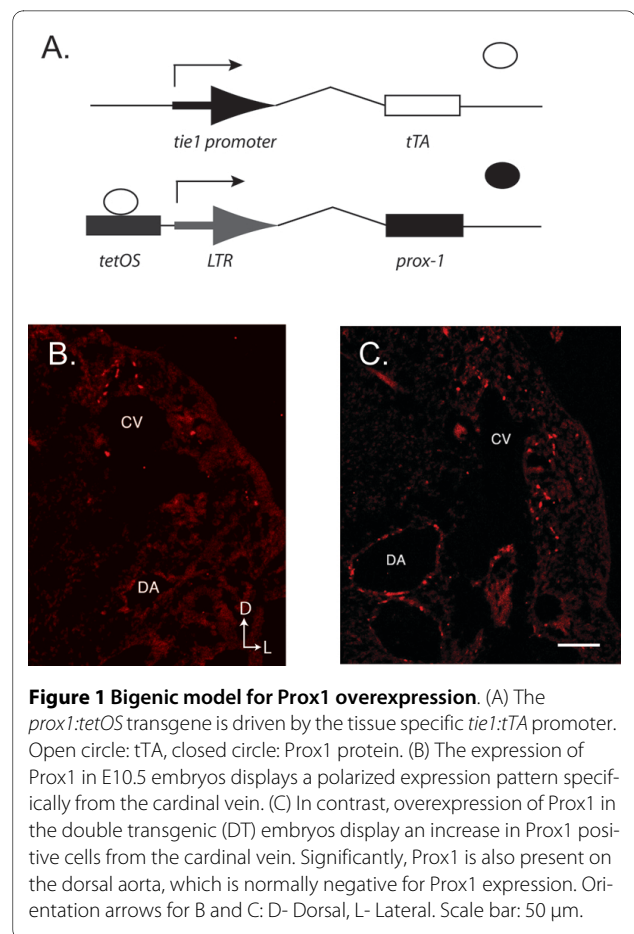 A.
tie1 promoter
tTA
tetOS
LTR
prox-1
B.
CV
DA
D
L
C.
CV
DA
Figure 1 Bigenic model for Prox1 overexpression. (A) The
prox1:tetOS transgene is driven by the tissue specific tie1:tTA promoter.
Open circle: tTA, closed circle: Prox1 protein. (B) The expression of
Prox1 in E10.5 embryos displays a polarized expression pattern specif-
ically from the cardinal vein. (C) In contrast, overexpression of Prox1 in
the double transgenic (DT) embryos display an increase in Prox1 posi-
tive cells from the cardinal vein. Significantly, Prox1 is also present on
the dorsal aorta, which is normally negative for Prox1 expression. Ori-
entation arrows for B and C: D- Dorsal, L- Lateral. Scale bar: 50 μm.